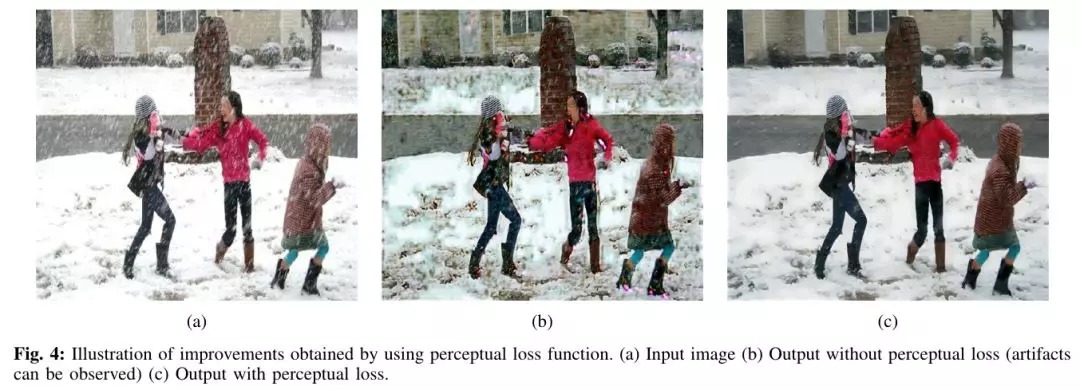 (a) (b) (c)
Fig. 4: Illustration of improvements obtained by using perceptual loss function. (a) Input image (b) Output without perceptual loss (artifacts
can be observed) (c) Output with perceptual loss.